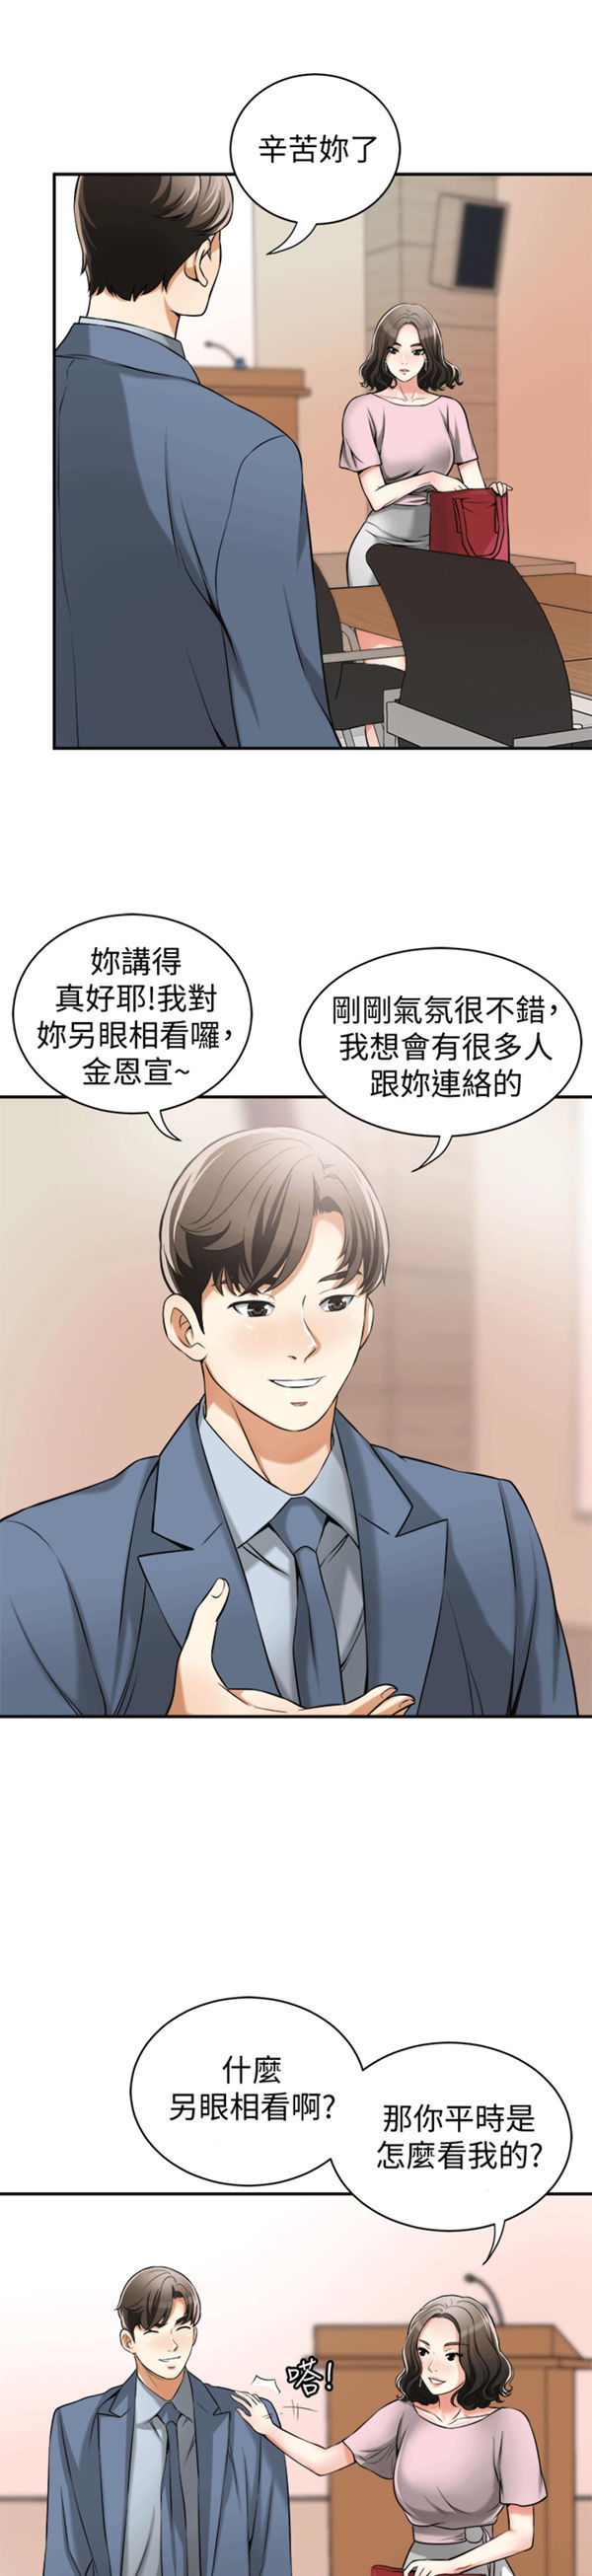 辛苦妳了
妳講得
真好耶!我對
妳另眼相看囉,
金恩宣~
剛剛氣氛很不錯,
我想會有很多人
跟妳連絡的
什麼
另眼相看啊?
那你平時是
怎麼看我的?
嗒!